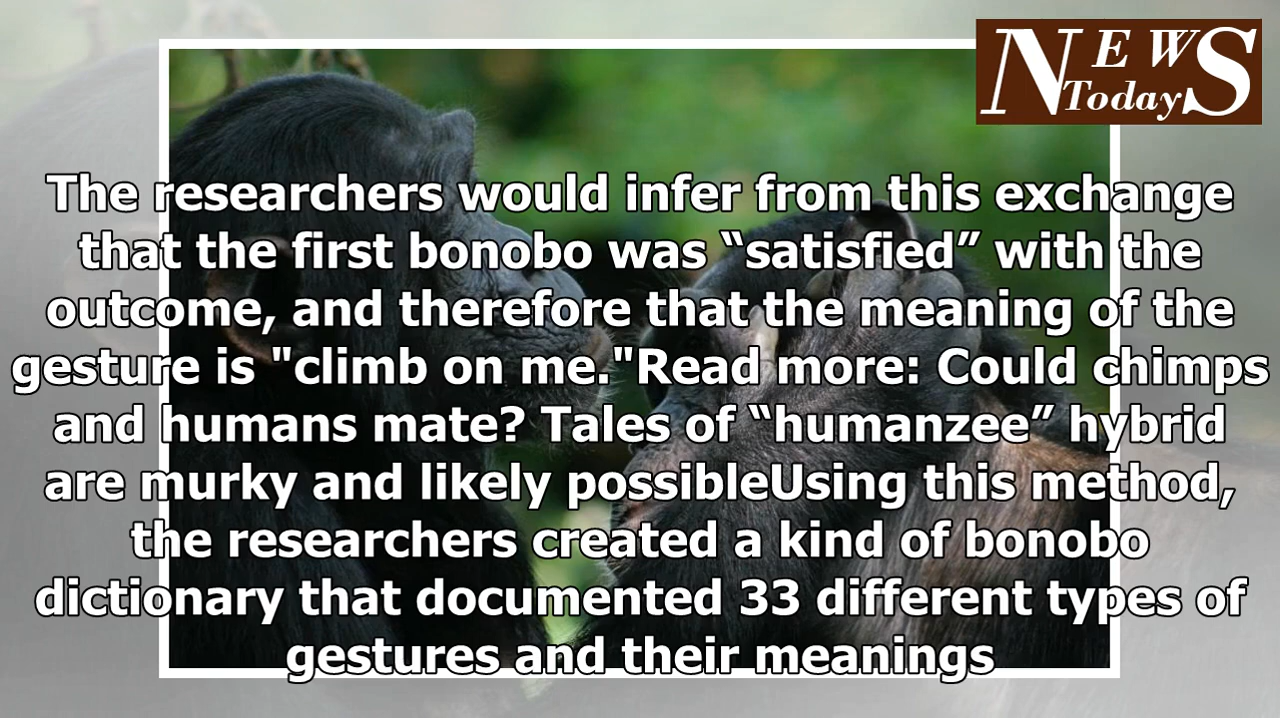 NEWS
Today
The researchers would infer from this exchange
that the first bonobo was “satisfied” with the
outcome, and therefore that the meaning of the
gesture is "climb on me."Read more: Could chimps
and humans mate? Tales of “humanzee” hybrid
are murky and likely possibleUsing this method,
the researchers created a kind of bonobo
dictionary that documented 33 different types of
gestures and their meanings